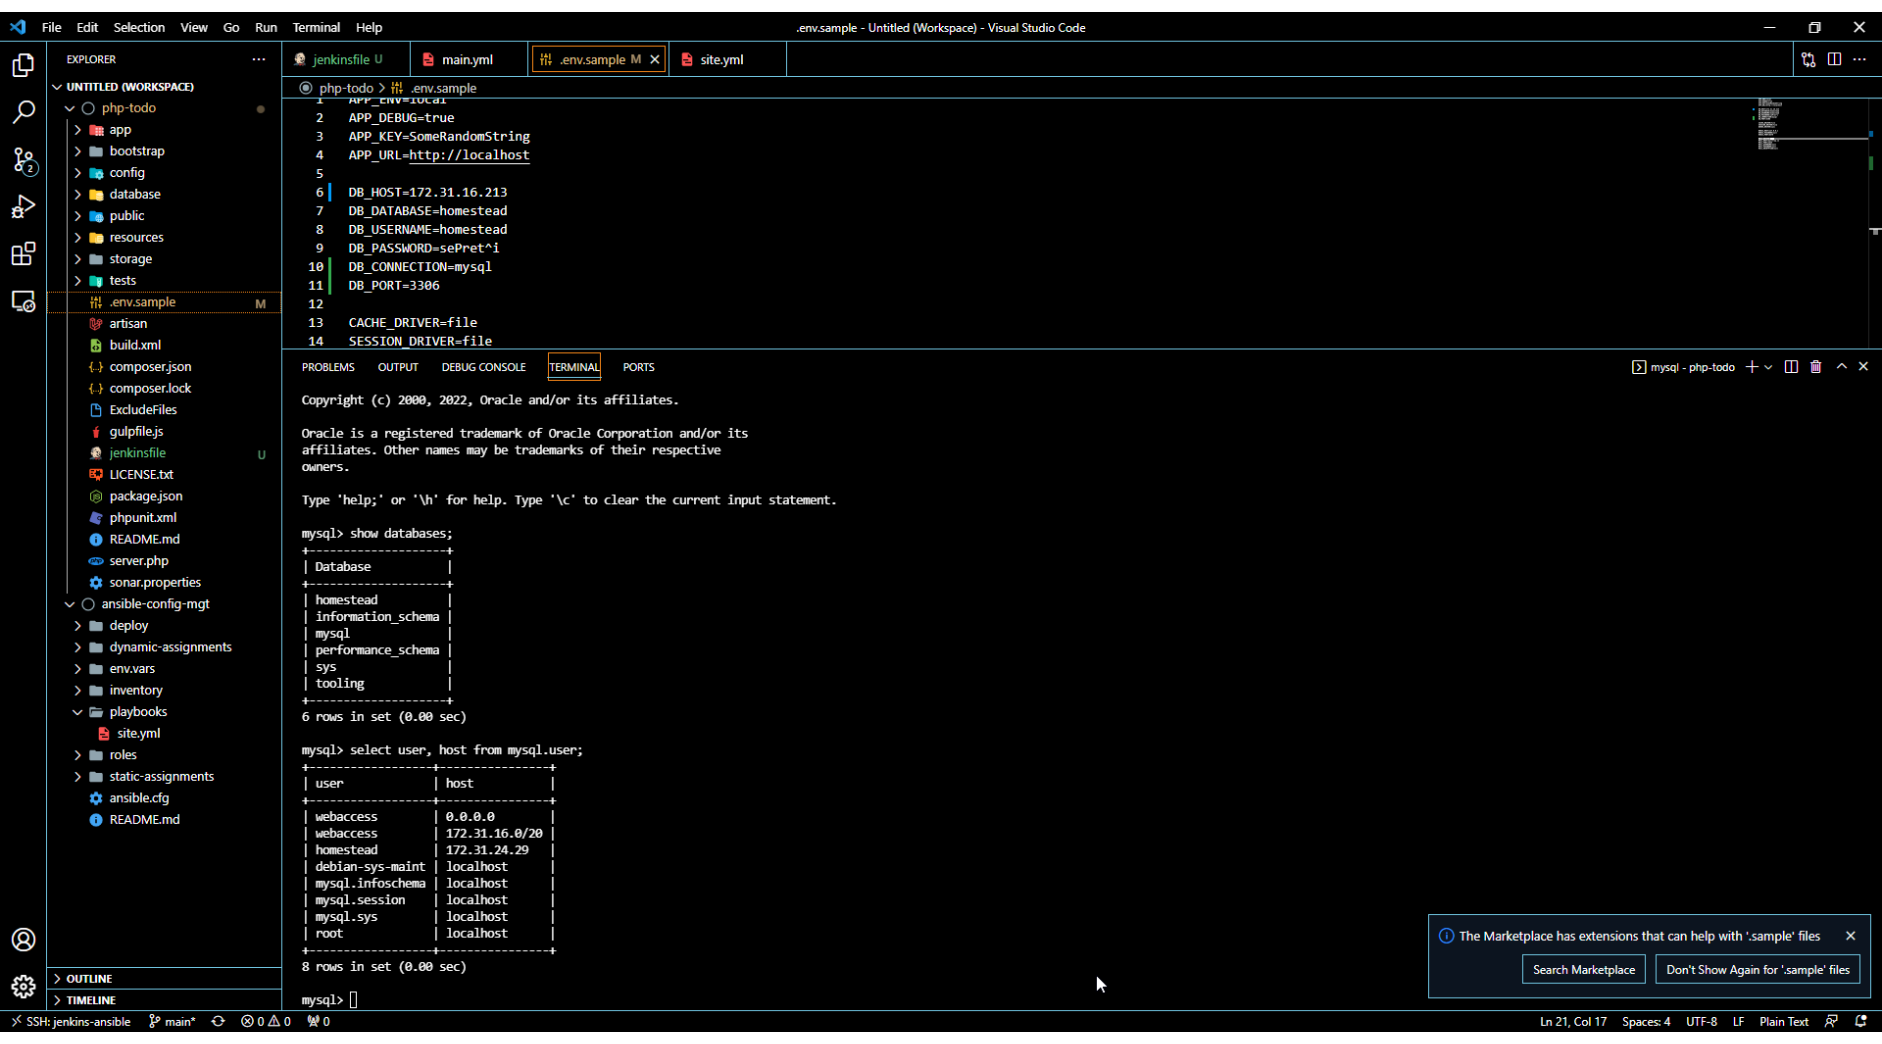 File Edit Selection View Go Run Terminal Help
.env.sample - Untitled (Workspace) - Visual Studio Code
EXPLORER
UNTITLED (WORKSPACE)
php-todo
app
bootstrap
config
database
public
resources
storage
tests
.env.sample M
artisan
build.xml
composer.json
composer.lock
ExcludeFiles
gulpfile.js
jenkinsfile U
LICENSE.txt
package.json
phpunit.xml
README.md
server.php
sonar.properties
ansible-config-mgt
deploy
dynamic-assignments
env.vars
inventory
playbooks
site.yml
roles
static-assignments
ansible.cfg
README.md
OUTLINE
TIMELINE
jenkinsfile U main.yml .env.sample M site.yml
php-todo > .env.sample
1 APP_ENV=local
2 APP_DEBUG=true
3 APP_KEY=SomeRandomString
4 APP_URL=http://localhost
5
6 DB_HOST=172.31.16.213
7 DB_DATABASE=homestead
8 DB_USERNAME=homestead
9 DB_PASSWORD=sePret^i
10 DB_CONNECTION=mysql
11 DB_PORT=3306
12
13 CACHE_DRIVER=file
14 SESSION_DRIVER=file
PROBLEMS OUTPUT DEBUG CONSOLE TERMINAL PORTS
mysql - php-todo
Copyright (c) 2000, 2022, Oracle and/or its affiliates.
Oracle is a registered trademark of Oracle Corporation and/or its
affiliates. Other names may be trademarks of their respective
owners.
Type 'help;' or '\h' for help. Type '\c' to clear the current input statement.
mysql> show databases;
+--------------------+
| Database           |
+--------------------+
| homestead          |
| information_schema |
| mysql              |
| performance_schema |
| sys                |
| tooling            |
+--------------------+
6 rows in set (0.00 sec)
mysql> select user, host from mysql.user;
+------------------+----------------+
| user             | host           |
+------------------+----------------+
| webaccess        | 0.0.0.0        |
| webaccess        | 172.31.16.0/20 |
| homestead        | 172.31.24.29   |
| debian-sys-maint | localhost      |
| mysql.infoschema | localhost      |
| mysql.session    | localhost      |
| mysql.sys        | localhost      |
| root             | localhost      |
+------------------+----------------+
8 rows in set (0.00 sec)
mysql>
The Marketplace has extensions that can help with '.sample' files
Search Marketplace Don't Show Again for '.sample' files
SSH: jenkins-ansible main* 0 0 0
Ln 21, Col 17 Spaces: 4 UTF-8 LF Plain Text